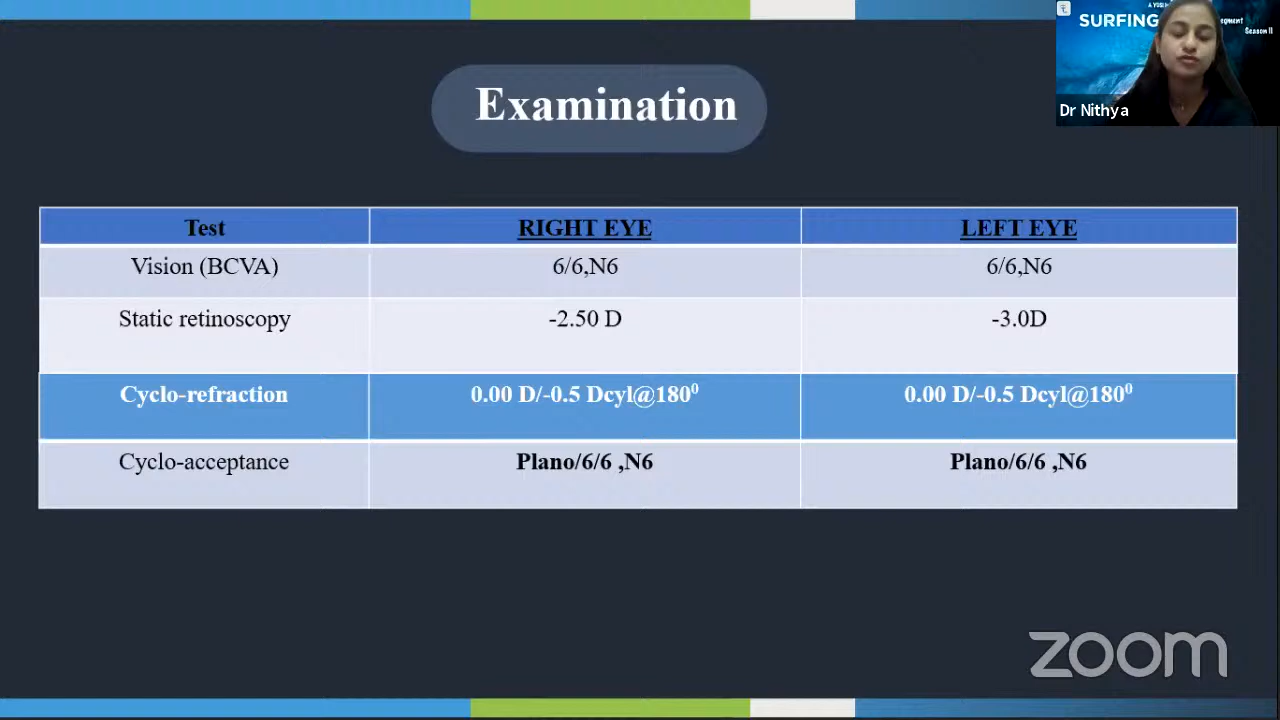 SURFING
Season II
Dr Nithya
Examination
Test RIGHT EYE LEFT EYE
Vision (BCVA) 6/6,N6 6/6,N6
Static retinoscopy -2.50 D -3.0D
Cyclo-refraction 0.00 D/-0.5 Dcyl@180⁰ 0.00 D/-0.5 Dcyl@180⁰
Cyclo-acceptance Plano/6/6 ,N6 Plano/6/6 ,N6
zoom